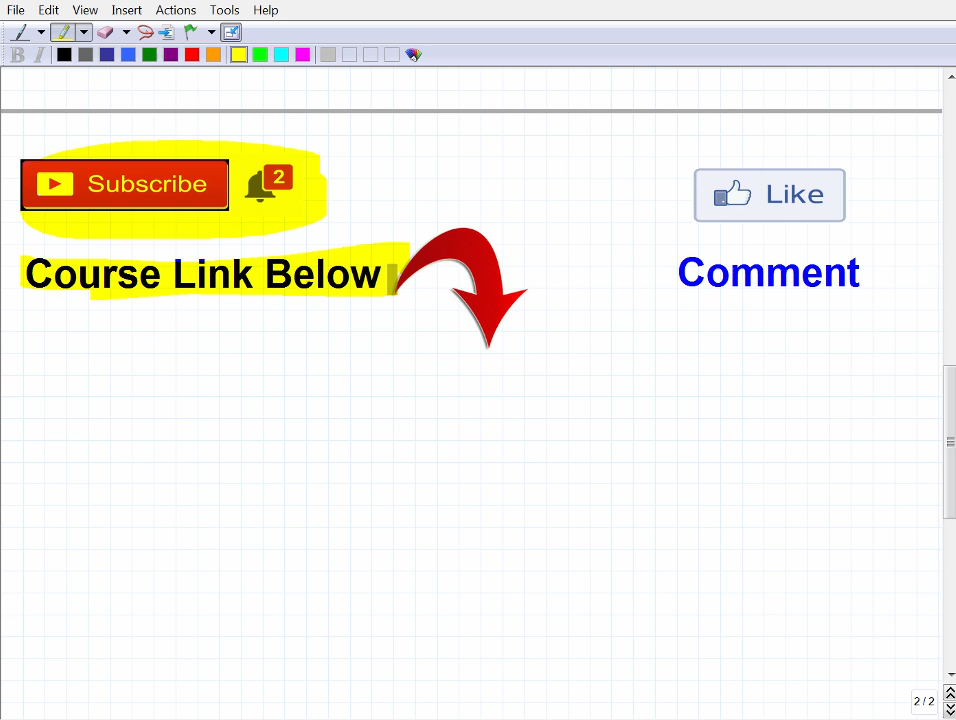 File Edit View Insert Actions Tools Help
B I
Subscribe 2
Like
Course Link Below
Comment
2 / 2